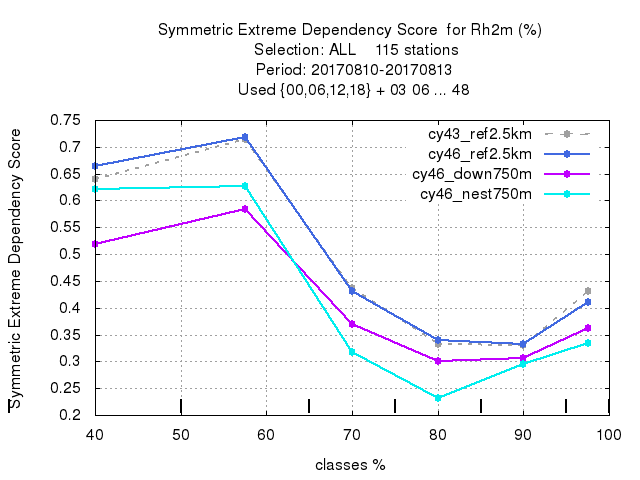 Symmetric Extreme Dependency Score  for Rh2m (%)
Selection: ALL    115 stations
Period: 20170810-20170813
Used {00,06,12,18} + 03 06 ... 48
Symmetric Extreme Dependency Score
0.75
0.7
0.65
0.6
0.55
0.5
0.45
0.4
0.35
0.3
0.25
0.2
cy43_ref2.5km
cy46_ref2.5km
cy46_down750m
cy46_nest750m
40 50 60 70 80 90 100
classes %